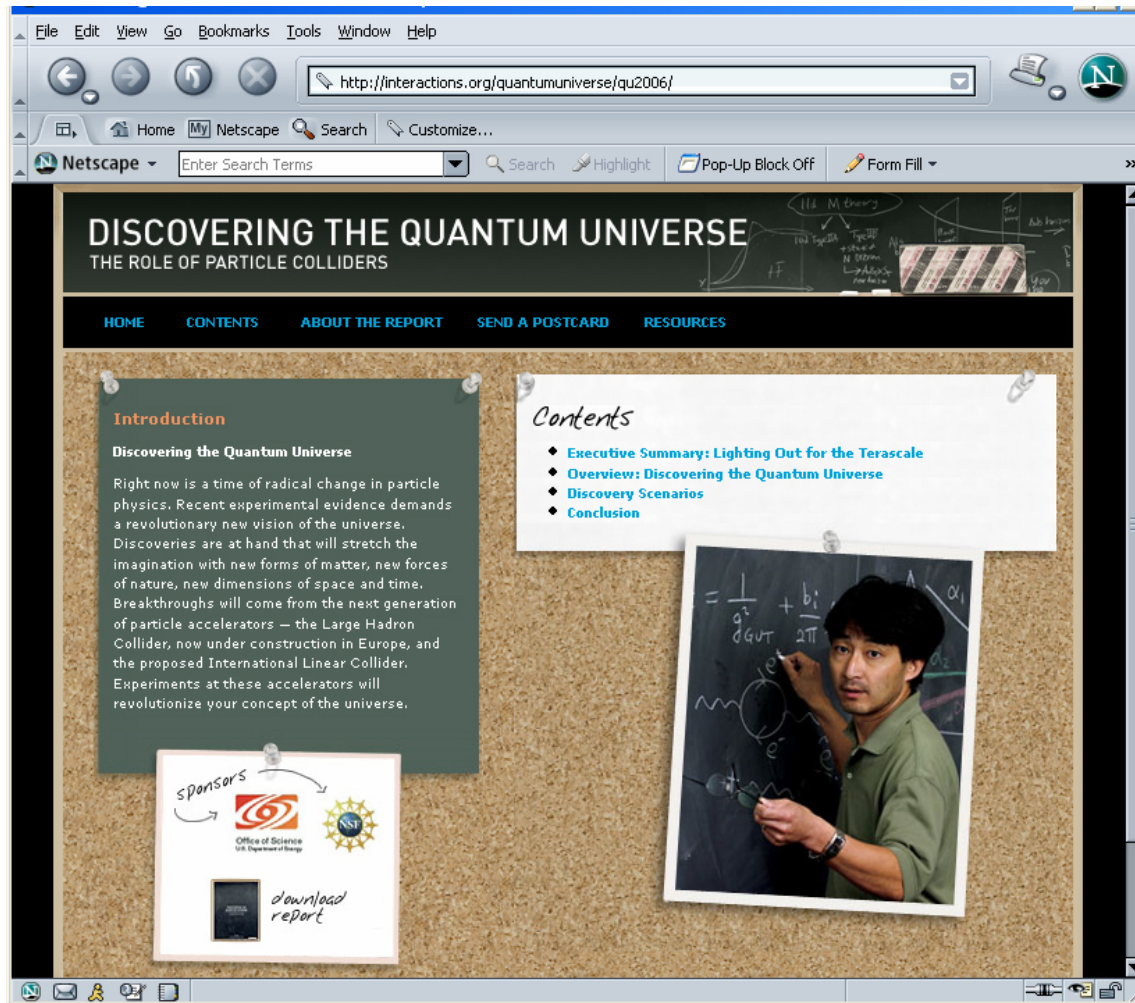 File Edit View Go Bookmarks Tools Window Help
http://interactions.org/quantumuniverse/qu2006/
N
Home My Netscape Search Customize...
N Netscape Enter Search Terms Search Highlight Pop-Up Block Off Form Fill
DISCOVERING THE QUANTUM UNIVERSE
THE ROLE OF PARTICLE COLLIDERS
11d M theory
HOME CONTENTS ABOUT THE REPORT SEND A POSTCARD RESOURCES
Introduction
Discovering the Quantum Universe
Right now is a time of radical change in particle
physics. Recent experimental evidence demands
a revolutionary new vision of the universe.
Discoveries are at hand that will stretch the
imagination with new forms of matter, new forces
of nature, new dimensions of space and time.
Breakthroughs will come from the next generation
of particle accelerators — the Large Hadron
Collider, now under construction in Europe, and
the proposed International Linear Collider.
Experiments at these accelerators will
revolutionize your concept of the universe.
sponsors
Office of Science
U.S. Department of Energy
NSF
download
report
Contents
Executive Summary: Lighting Out for the Terascale
Overview: Discovering the Quantum Universe
Discovery Scenarios
Conclusion